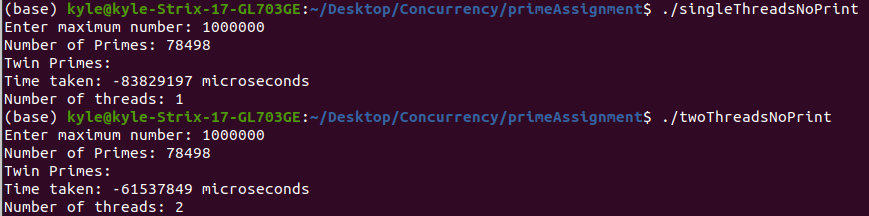 (base) kyle@kyle-Strix-17-GL703GE:~/Desktop/Concurrency/primeAssignment$ ./singleThreadsNoPrint
Enter maximum number: 1000000
Number of Primes: 78498
Twin Primes:
Time taken: -83829197 microseconds
Number of threads: 1
(base) kyle@kyle-Strix-17-GL703GE:~/Desktop/Concurrency/primeAssignment$ ./twoThreadsNoPrint
Enter maximum number: 1000000
Number of Primes: 78498
Twin Primes:
Time taken: -61537849 microseconds
Number of threads: 2